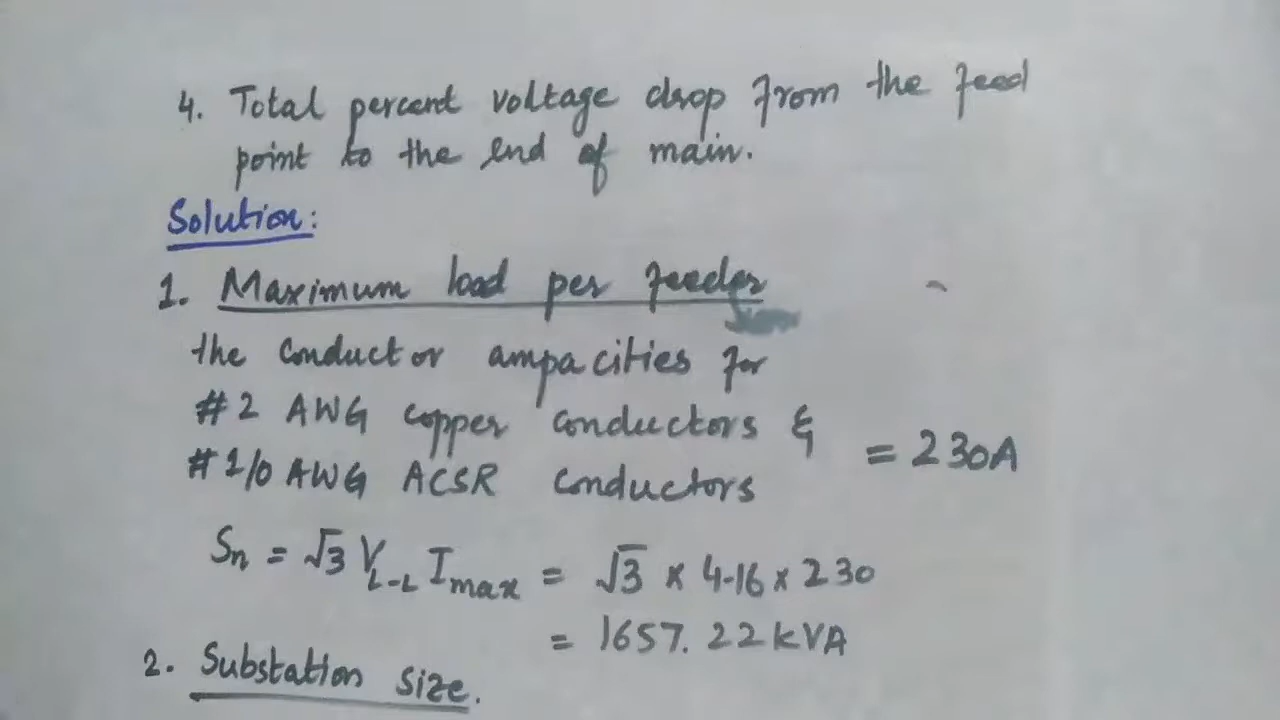 4. Total percent voltage drop from the feed
point to the end of main.
Solution:
1. Maximum load per feeder
the conductor ampacities for
#2 AWG copper conductors &
#1/0 AWG ACSR conductors = 230A
Sn = √3 VL-L Imax = √3 × 4.16 × 230
= 1657.22 kVA
2. Substation size.